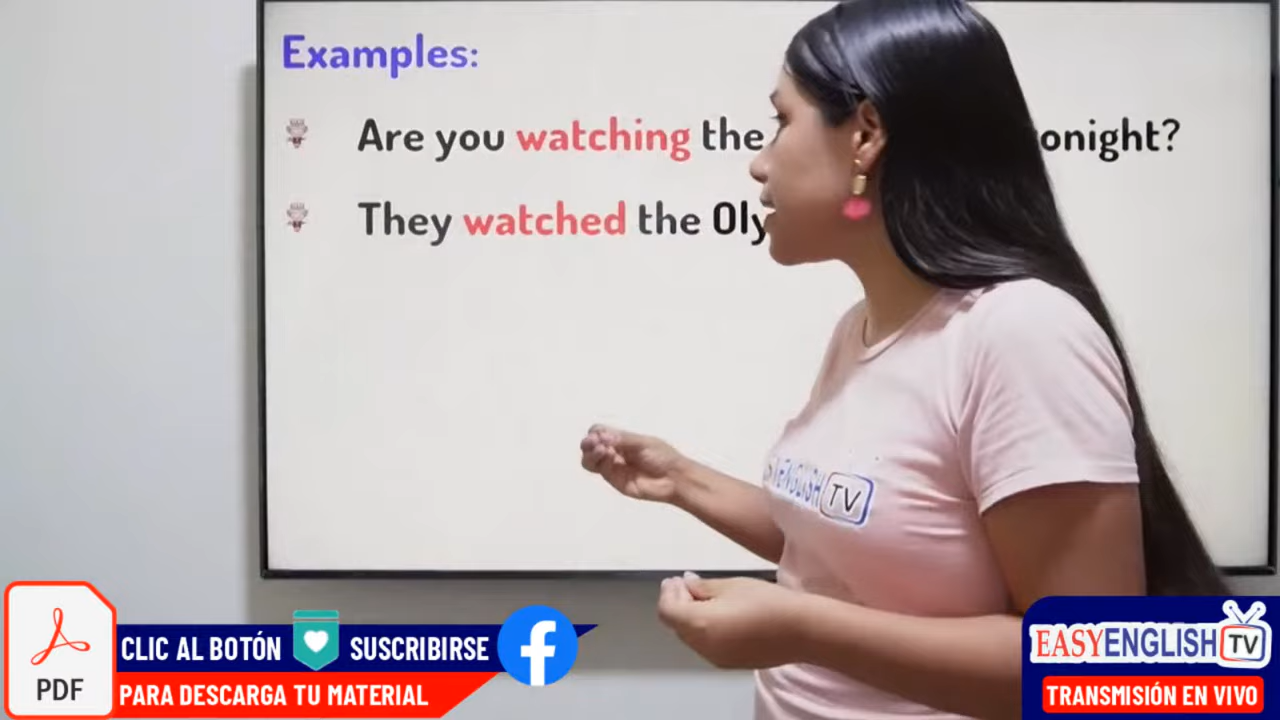 Examples:
Are you watching the onight?
They watched the Oly
ENGLISH TV
PDF
CLIC AL BOTÓN SUSCRIBIRSE
PARA DESCARGA TU MATERIAL
EASYENGLISH TV
TRANSMISIÓN EN VIVO